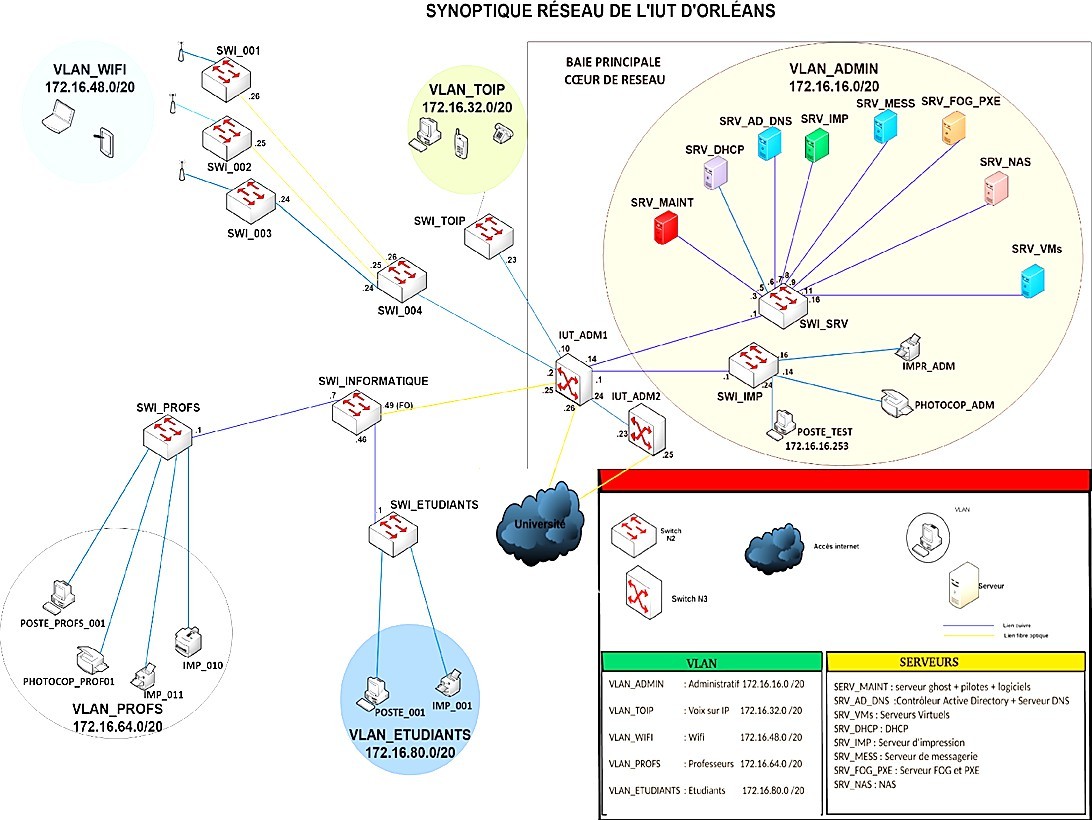 SYNOPTIQUE RÉSEAU DE L'IUT D'ORLÉANS
VLAN_WIFI
172.16.48.0/20
SWI_001
.26
.25
SWI_002
.24
SWI_003
.26
.25
.24
SWI_004
VLAN_TOIP
172.16.32.0/20
SWI_TOIP
.23
BAIE PRINCIPALE
CŒUR DE RESEAU
VLAN_ADMIN
172.16.16.0/20
SRV_MESS
SRV_FOG_PXE
SRV_AD_DNS
SRV_IMP
SRV_DHCP
SRV_NAS
SRV_MAINT
SRV_VMs
.5
.6
.7
.8
.9
.11
.3
.16
.1
SWI_SRV
IUT_ADM1
.10
.14
.2
.1
.25
.24
.26
IUT_ADM2
.23
.25
.16
.14
.1
.24
SWI_IMP
IMPR_ADM
PHOTOCOP_ADM
POSTE_TEST
172.16.16.253
SWI_INFORMATIQUE
.7
49 (FO)
.46
SWI_PROFS
.1
SWI_ETUDIANTS
1
Université
POSTE_PROFS_001
PHOTOCOP_PROF01
IMP_011
IMP_010
VLAN_PROFS
172.16.64.0/20
POSTE_001
IMP_001
VLAN_ETUDIANTS
172.16.80.0/20
Switch
N2
Accès internet
VLAN
Switch N3
Serveur
Lien cuivre
Lien fibre optique
VLAN
VLAN_ADMIN : Administratif 172.16.16.0 /20
VLAN_TOIP : Voix sur IP 172.16.32.0 /20
VLAN_WIFI : Wifi 172.16.48.0 /20
VLAN_PROFS : Professeurs 172.16.64.0 /20
VLAN_ETUDIANTS : Etudiants 172.16.80.0 /20
SERVEURS
SERV_MAINT : serveur ghost + pilotes + logiciels
SRV_AD_DNS :Contrôleur Active Directory + Serveur DNS
SRV_VMs : Serveurs Virtuels
SRV_DHCP : DHCP
SRV_IMP : Serveur d'impression
SRV_MESS : Serveur de messagerie
SRV_FOG_PXE : Serveur FOG et PXE
SRV_NAS : NAS